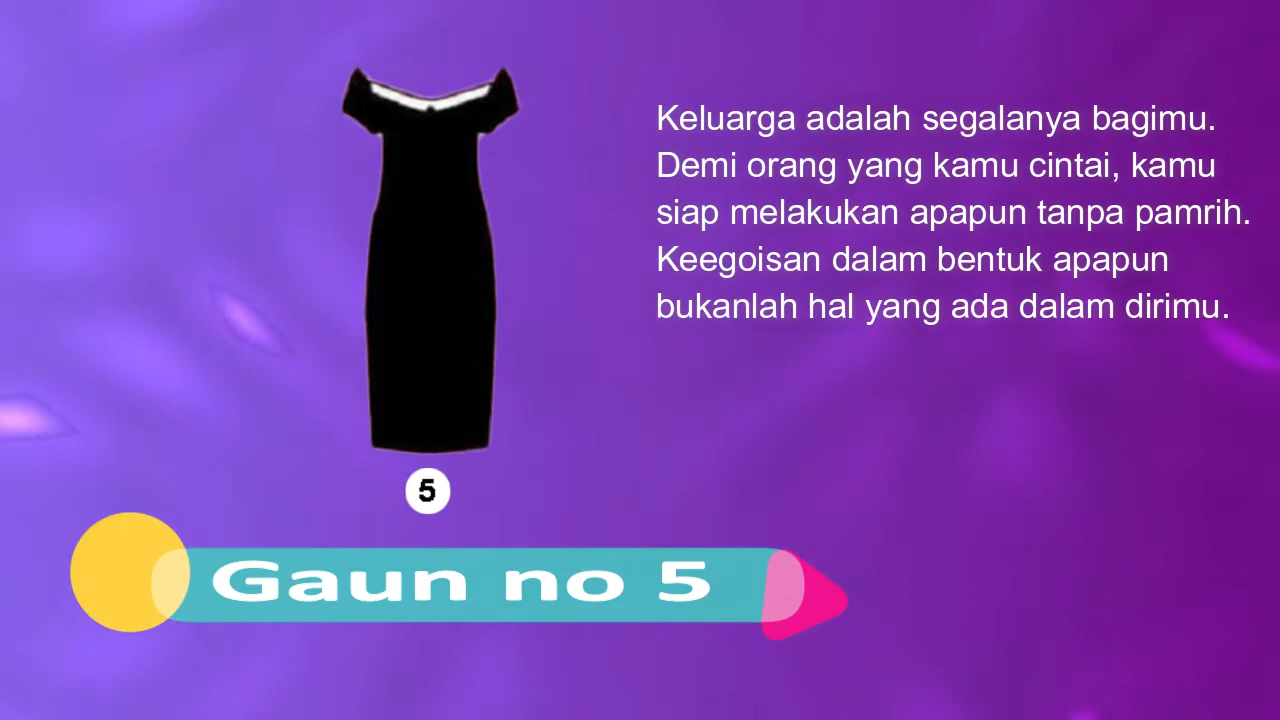 Keluarga adalah segalanya bagimu.
Demi orang yang kamu cintai, kamu
siap melakukan apapun tanpa pamrih.
Keegoisan dalam bentuk apapun
bukanlah hal yang ada dalam dirimu.
5
Gaun no 5